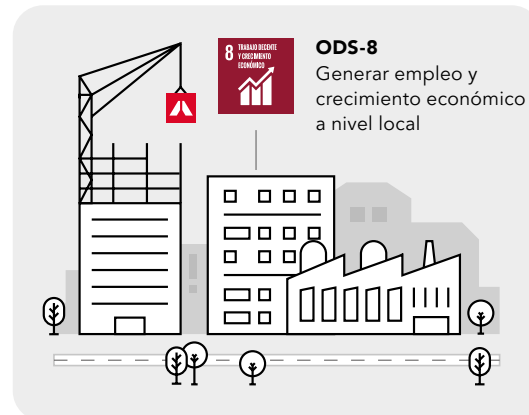 8 TRABAJO DECENTE
Y CRECIMIENTO
ECONÓMICO
ODS-8
Generar empleo y
crecimiento económico
a nivel local